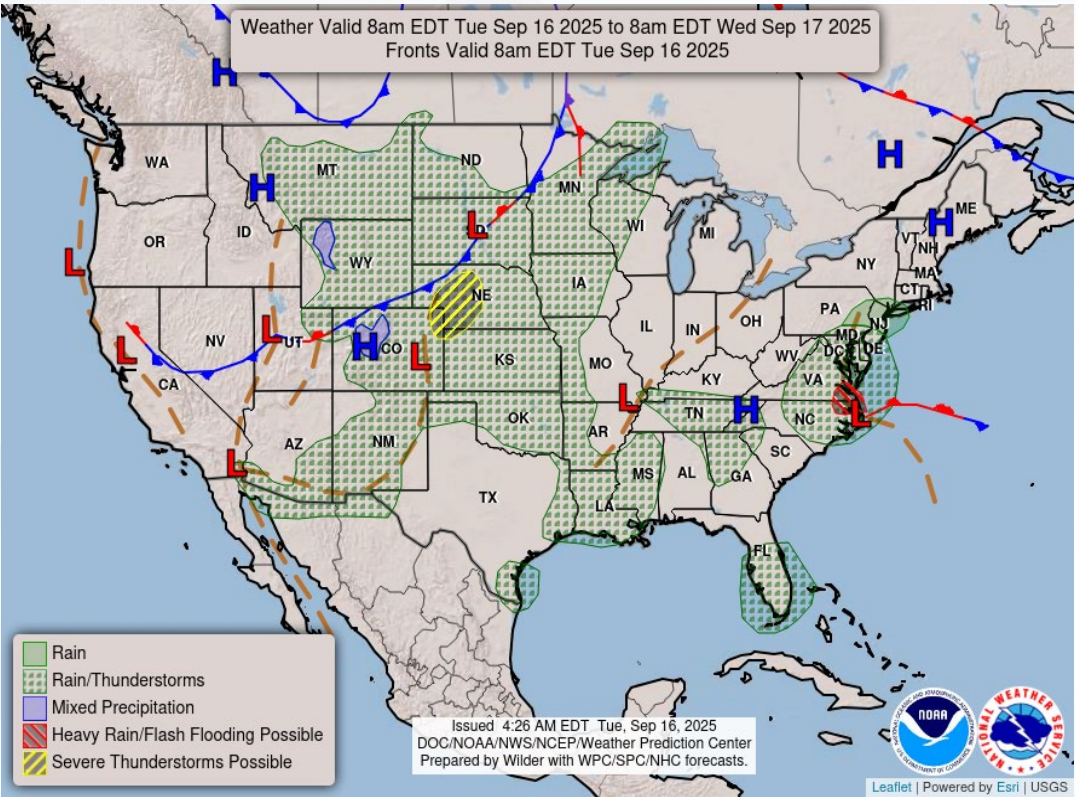 Weather Valid 8am EDT Tue Sep 16 2025 to 8am EDT Wed Sep 17 2025
Fronts Valid 8am EDT Tue Sep 16 2025
H
H
H
H
WA
MT
ND
MN
ME
OR
ID
WY
L
D
WI
MI
VT
NH
NY
MA
CT
RI
L
NE
IA
PA
NJ
NV
L
UT
H
CO
L
IL
IN
OH
MD
DC
DE
L
CA
KS
MO
WV
VA
KY
L
AZ
NM
OK
AR
TN
H
NC
L
SC
L
TX
MS
AL
GA
LA
FL
Rain
Rain/Thunderstorms
Mixed Precipitation
Heavy Rain/Flash Flooding Possible
Severe Thunderstorms Possible
Issued 4:26 AM EDT Tue, Sep 16, 2025
DOC/NOAA/NWS/NCEP/Weather Prediction Center
Prepared by Wilder with WPC/SPC/NHC forecasts.
NOAA
NATIONAL WEATHER SERVICE
Leaflet | Powered by Esri | USGS